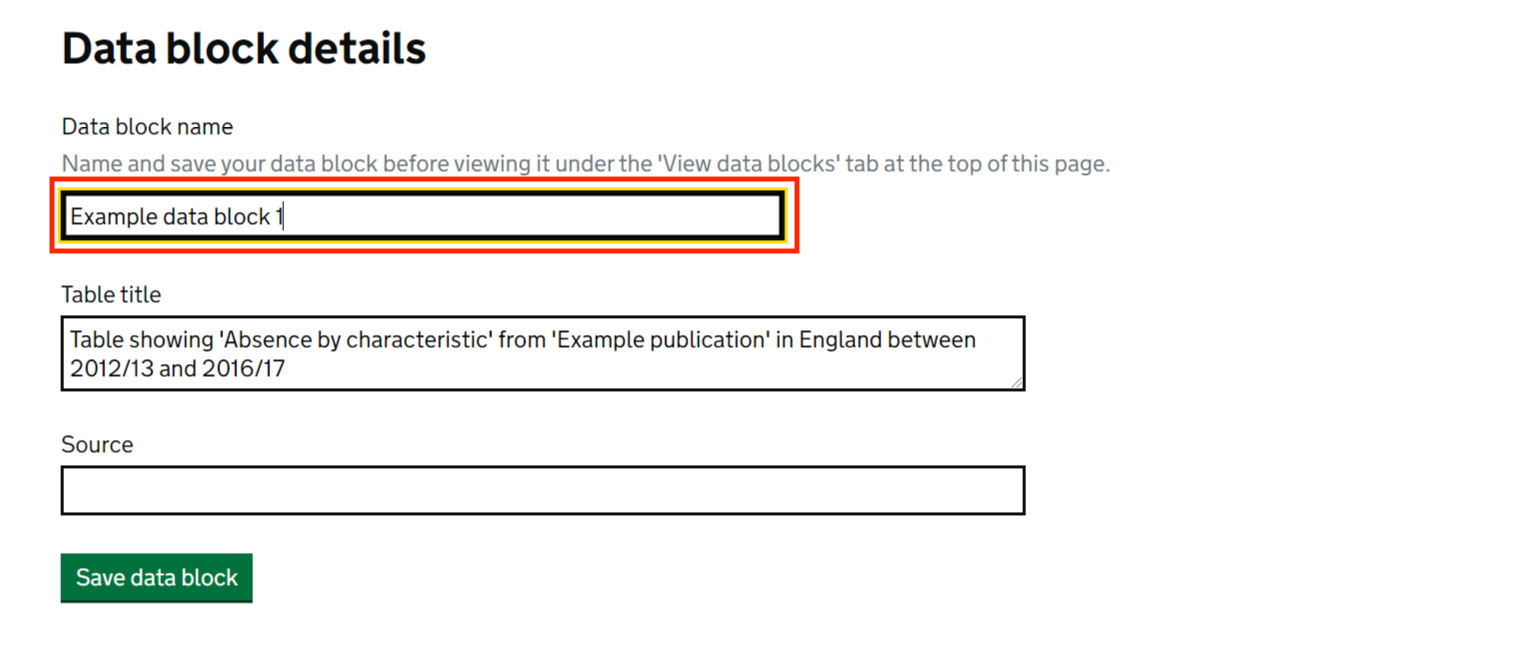 Data block details
Data block name
Name and save your data block before viewing it under the 'View data blocks' tab at the top of this page.
Example data block 1
Table title
Table showing 'Absence by characteristic' from 'Example publication' in England between
2012/13 and 2016/17
Source
Save data block